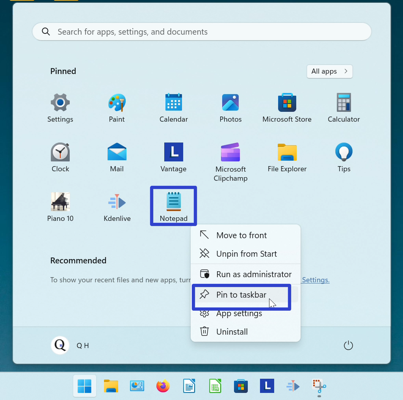 Search for apps, settings, and documents
Pinned
All apps >
Settings
Paint
Calendar
Photos
Microsoft Store
Calculator
Clock
Mail
L
Vantage
Microsoft
Clipchamp
File Explorer
Tips
Piano 10
Kdenlive
Notepad
Move to front
Unpin from Start
Recommended
Run as administrator
To show your recent files and new apps, turn
Settings.
Pin to taskbar
App settings
Uninstall
Q
Q H
L